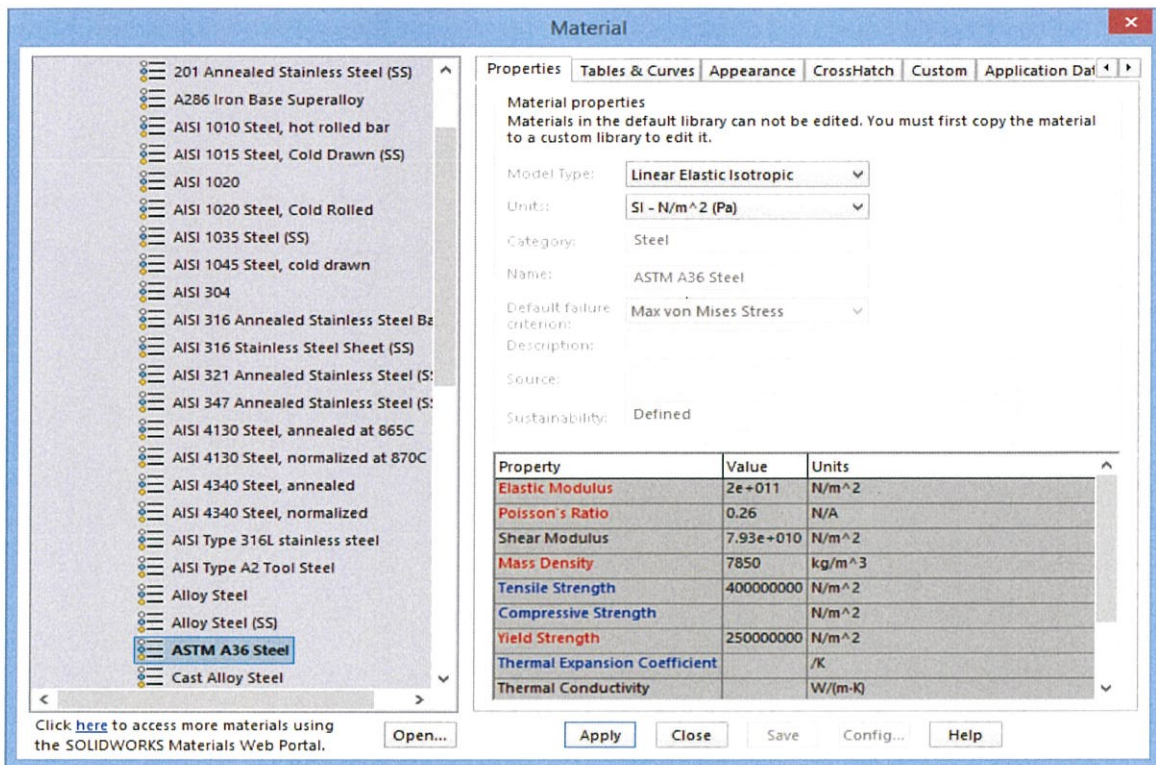 Material
201 Annealed Stainless Steel (SS)
A286 Iron Base Superalloy
AISI 1010 Steel, hot rolled bar
AISI 1015 Steel, Cold Drawn (SS)
AISI 1020
AISI 1020 Steel, Cold Rolled
AISI 1035 Steel (SS)
AISI 1045 Steel, cold drawn
AISI 304
AISI 316 Annealed Stainless Steel Ba
AISI 316 Stainless Steel Sheet (SS)
AISI 321 Annealed Stainless Steel (S
AISI 347 Annealed Stainless Steel (S
AISI 4130 Steel, annealed at 865C
AISI 4130 Steel, normalized at 870C
AISI 4340 Steel, annealed
AISI 4340 Steel, normalized
AISI Type 316L stainless steel
AISI Type A2 Tool Steel
Alloy Steel
Alloy Steel (SS)
ASTM A36 Steel
Cast Alloy Steel
Click here to access more materials using
the SOLIDWORKS Materials Web Portal.
Open...
Properties Tables & Curves Appearance CrossHatch Custom Application Dat
Material properties
Materials in the default library can not be edited. You must first copy the material
to a custom library to edit it.
Model Type: Linear Elastic Isotropic
Units: SI - N/m^2 (Pa)
Category: Steel
Name: ASTM A36 Steel
Default failure criterion: Max von Mises Stress
Description:
Source:
Sustainability: Defined
Property Value Units
Elastic Modulus 2e+011 N/m^2
Poisson's Ratio 0.26 N/A
Shear Modulus 7.93e+010 N/m^2
Mass Density 7850 kg/m^3
Tensile Strength 400000000 N/m^2
Compressive Strength N/m^2
Yield Strength 250000000 N/m^2
Thermal Expansion Coefficient /K
Thermal Conductivity W/(m·K)
Apply Close Save Config... Help